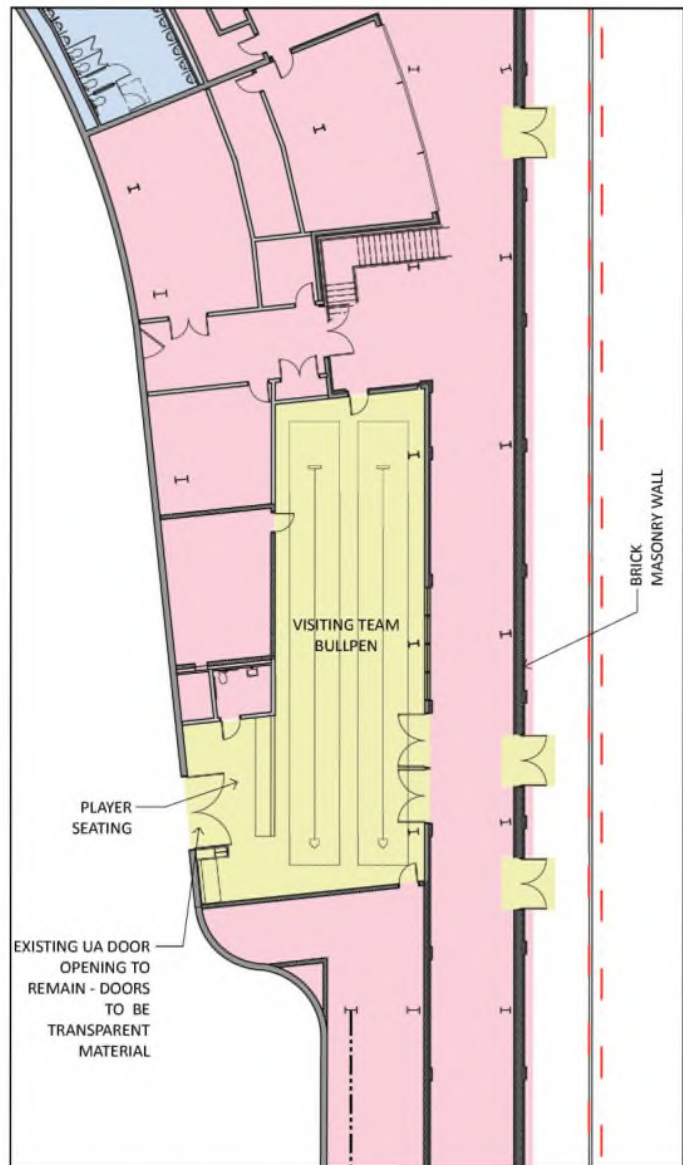 VISITING TEAM
BULLPEN
BRICK
MASONRY WALL
PLAYER
SEATING
EXISTING UA DOOR
OPENING TO
REMAIN - DOORS
TO BE
TRANSPARENT
MATERIAL